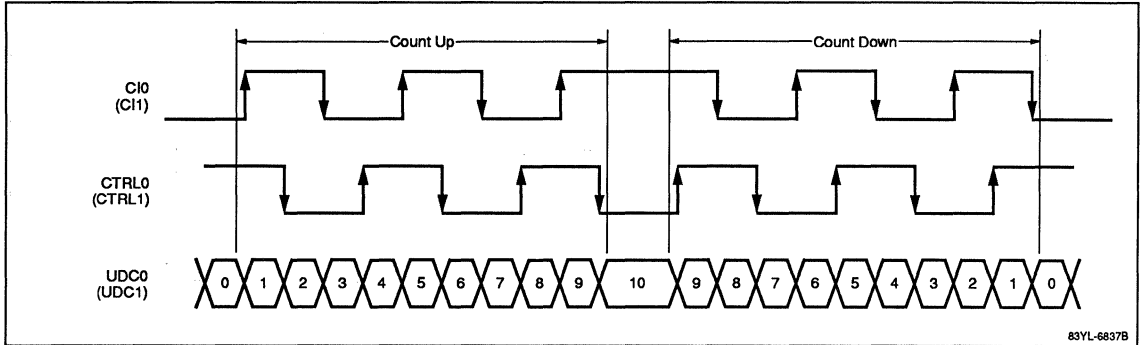 Count Up
Count Down
CI0
(CI1)
CTRL0
(CTRL1)
UDC0
(UDC1)
0 1 2 3 4 5 6 7 8 9 10 9 8 7 6 5 4 3 2 1 0
83YL-6837B